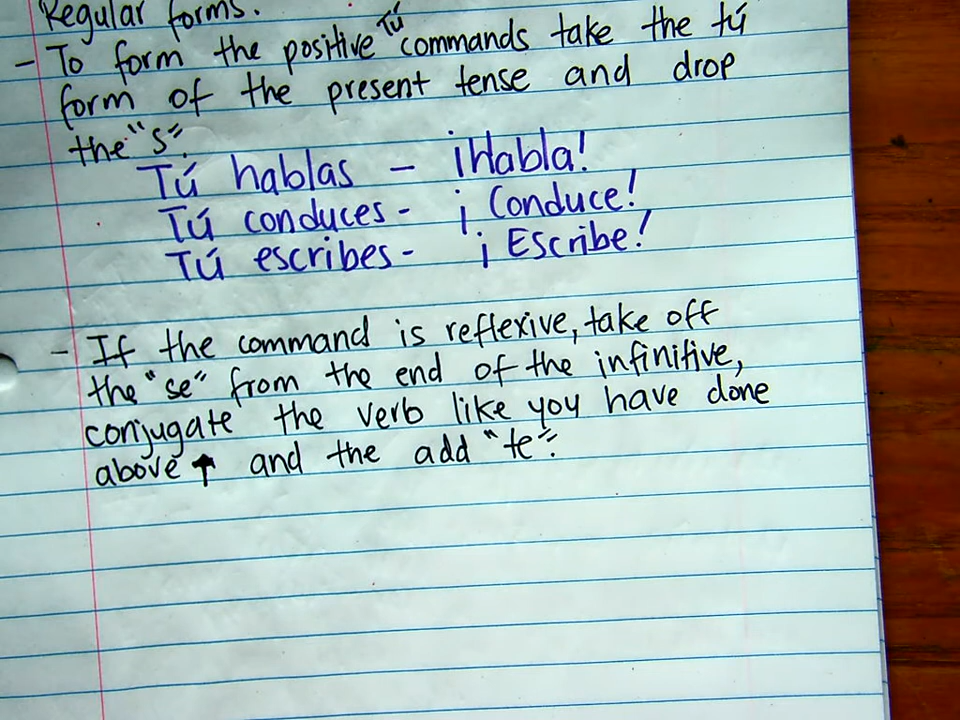 Regular forms.
- To form the positive Tú commands take the tú
form of the present tense and drop
the "s".
Tú hablas - ¡Habla!
Tú conduces - ¡Conduce!
Tú escribes - ¡Escribe!
- If the command is reflexive, take off
the "se" from the end of the infinitive,
conjugate the verb like you have done
above ↑ and the add "te".